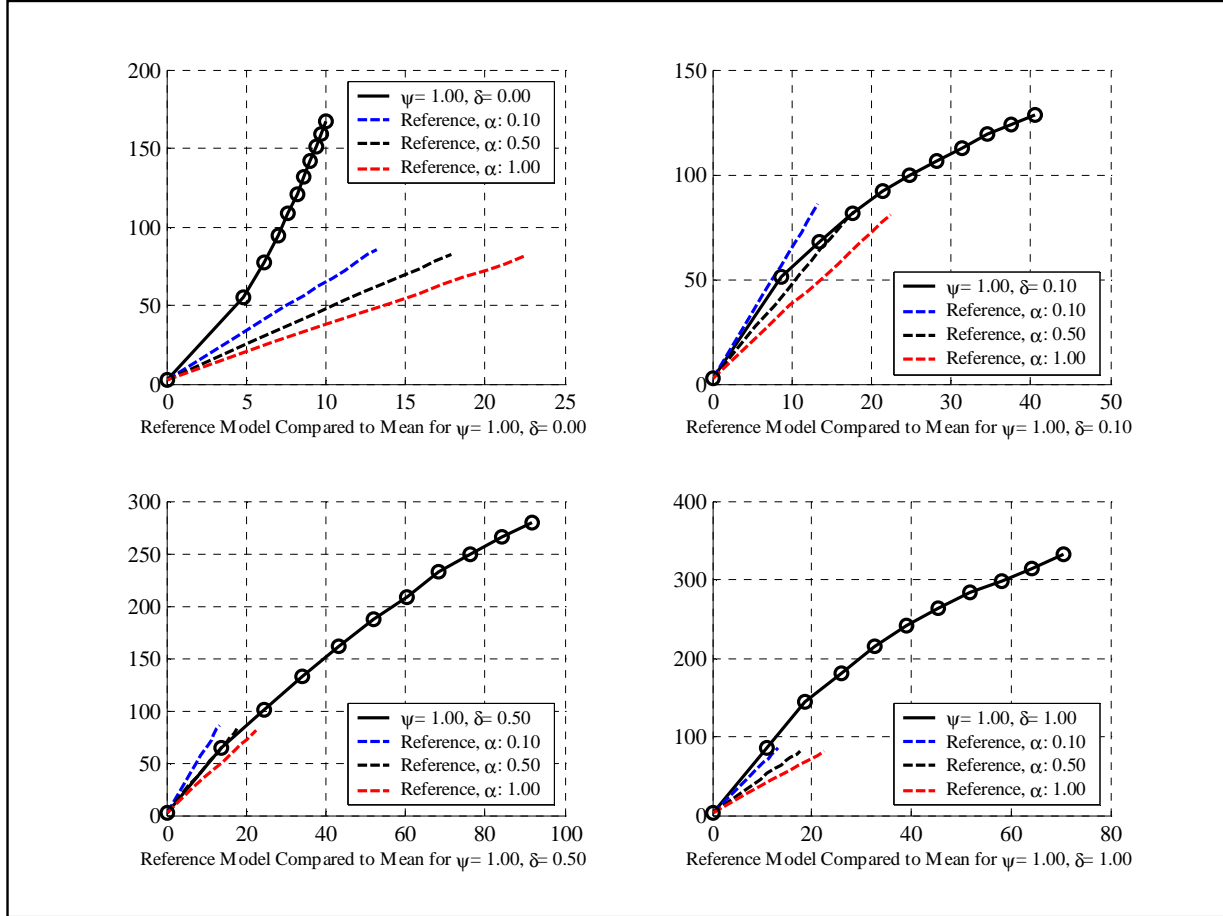 200
150
100
50
0
0 5 10 15 20 25
ψ= 1.00, δ= 0.00
Reference, α: 0.10
Reference, α: 0.50
Reference, α: 1.00
Reference Model Compared to Mean for ψ= 1.00, δ= 0.00
150
100
50
0
0 10 20 30 40 50
ψ= 1.00, δ= 0.10
Reference, α: 0.10
Reference, α: 0.50
Reference, α: 1.00
Reference Model Compared to Mean for ψ= 1.00, δ= 0.10
300
250
200
150
100
50
0
0 20 40 60 80 100
ψ= 1.00, δ= 0.50
Reference, α: 0.10
Reference, α: 0.50
Reference, α: 1.00
Reference Model Compared to Mean for ψ= 1.00, δ= 0.50
400
300
200
100
0
0 20 40 60 80
ψ= 1.00, δ= 1.00
Reference, α: 0.10
Reference, α: 0.50
Reference, α: 1.00
Reference Model Compared to Mean for ψ= 1.00, δ= 1.00